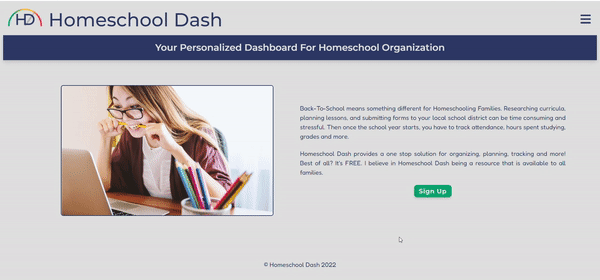 HD Homeschool Dash
Your Personalized Dashboard For Homeschool Organization
Back-To-School means something different for Homeschooling Families. Researching curricula,
planning lessons, and submitting forms to your local school district can be time consuming and
stressful. Then once the school year starts, you have to track attendance, hours spent studying,
grades and more.
Homeschool Dash provides a one stop solution for organizing, planning, tracking and more!
Best of all? It's FREE. I believe in Homeschool Dash being a resource that is available to all
families.
Sign Up
© Homeschool Dash 2022